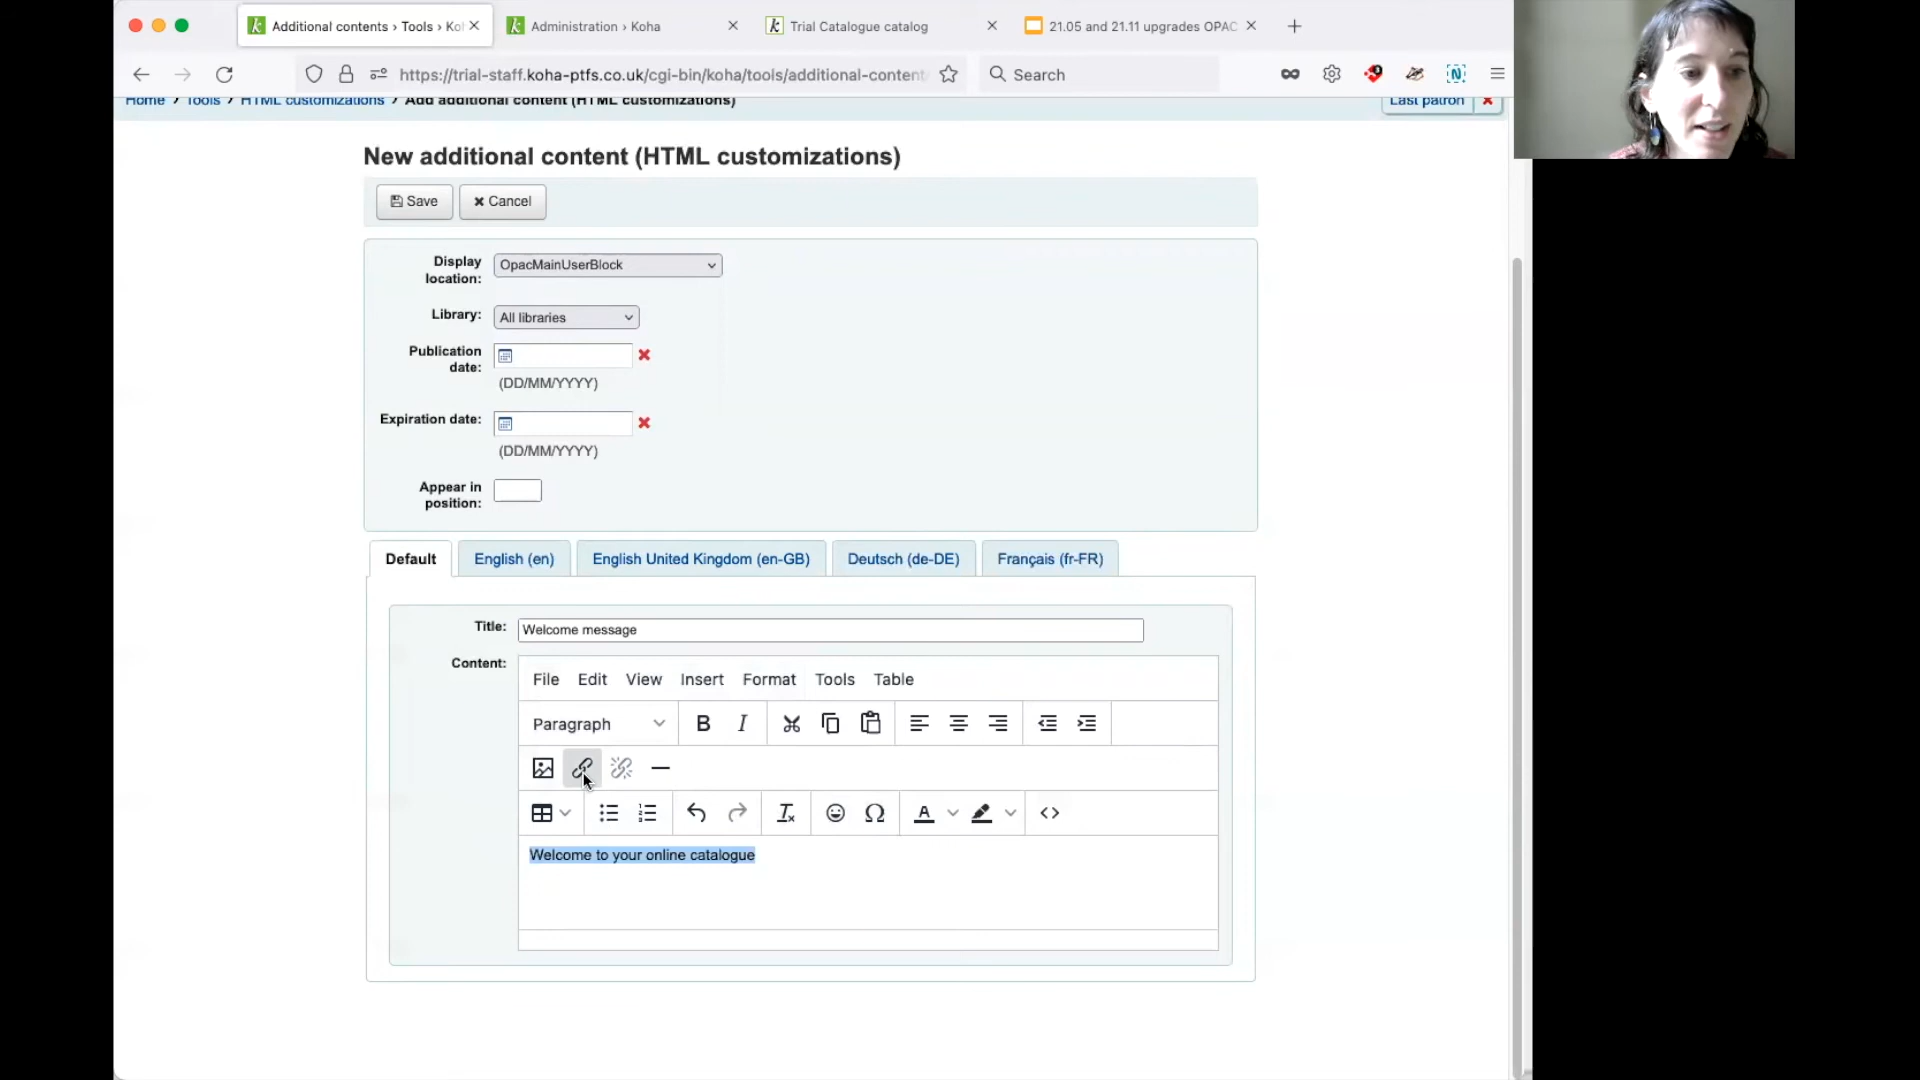 Additional contents › Tools › Ko
Administration › Koha
Trial Catalogue catalog
21.05 and 21.11 upgrades OPAC
https://trial-staff.koha-ptfs.co.uk/cgi-bin/koha/tools/additional-content
Search
Home › Tools › HTML customizations › Add additional content (HTML customizations)
Last patron
New additional content (HTML customizations)
Save
Cancel
Display location:
OpacMainUserBlock
Library:
All libraries
Publication date:
(DD/MM/YYYY)
Expiration date:
(DD/MM/YYYY)
Appear in position:
Default
English (en)
English United Kingdom (en-GB)
Deutsch (de-DE)
Français (fr-FR)
Title:
Welcome message
Content:
File Edit View Insert Format Tools Table
Paragraph
Welcome to your online catalogue